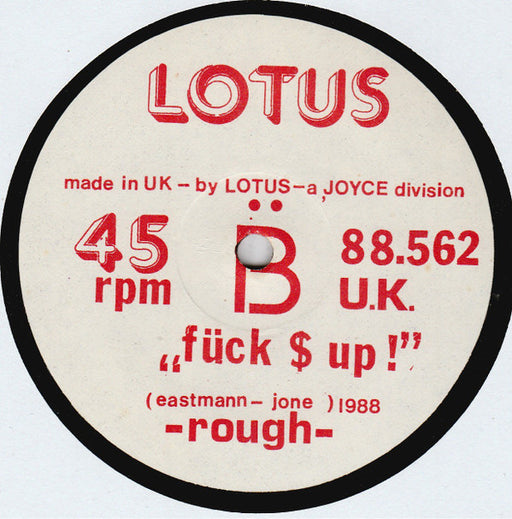 LOTUS
made in UK – by LOTUS – a JOYCE division
45 B̈ 88.562
rpm U.K.
„fück $ up !”
(eastmann – jone ) 1988
-rough-